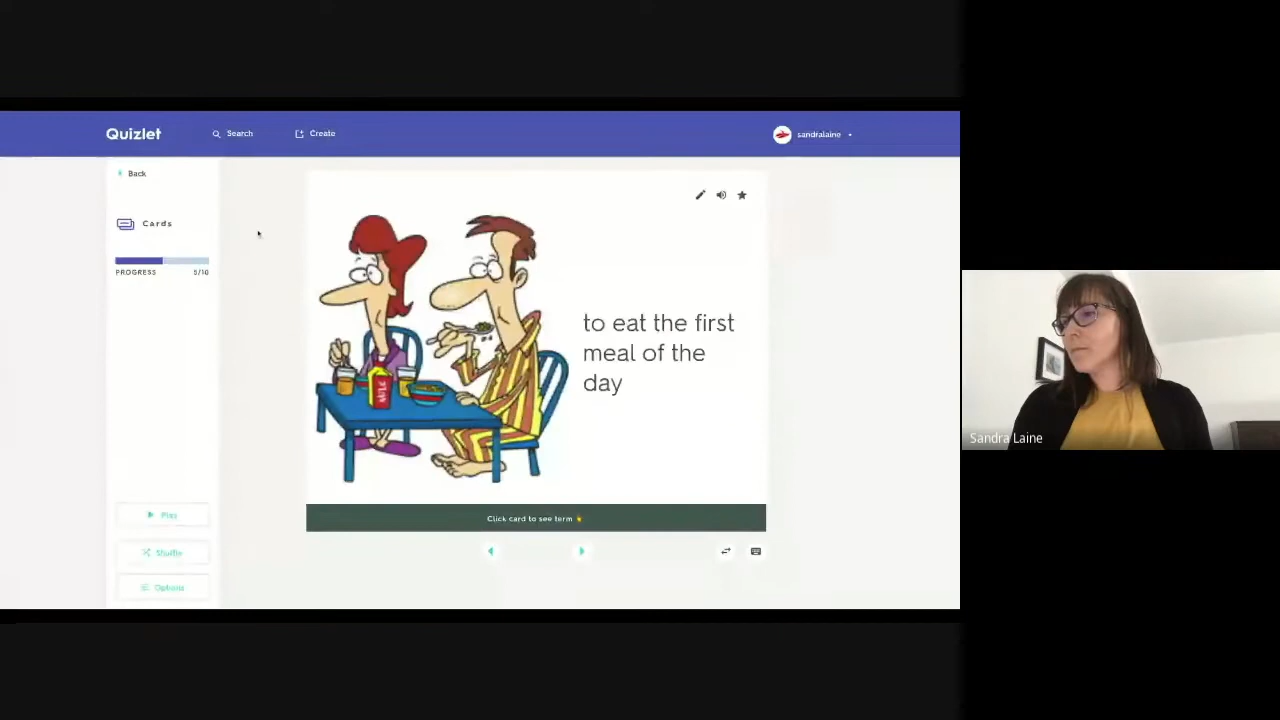 Quizlet
Search
Create
sandralaine
Back
Cards
PROGRESS 5/10
to eat the first
meal of the
day
Click card to see term
Play
Shuffle
Options
Sandra Laine